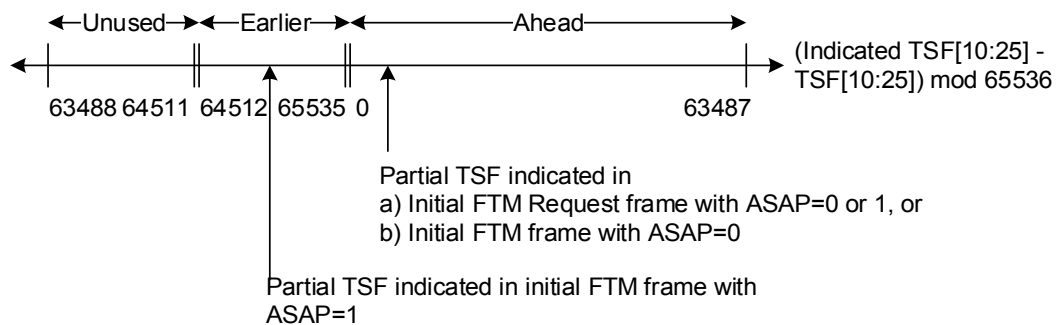 Unused Earlier Ahead
(Indicated TSF[10:25] -
TSF[10:25]) mod 65536
63488 64511 64512 65535 0 63487
Partial TSF indicated in
a) Initial FTM Request frame with ASAP=0 or 1, or
b) Initial FTM frame with ASAP=0
Partial TSF indicated in initial FTM frame with
ASAP=1